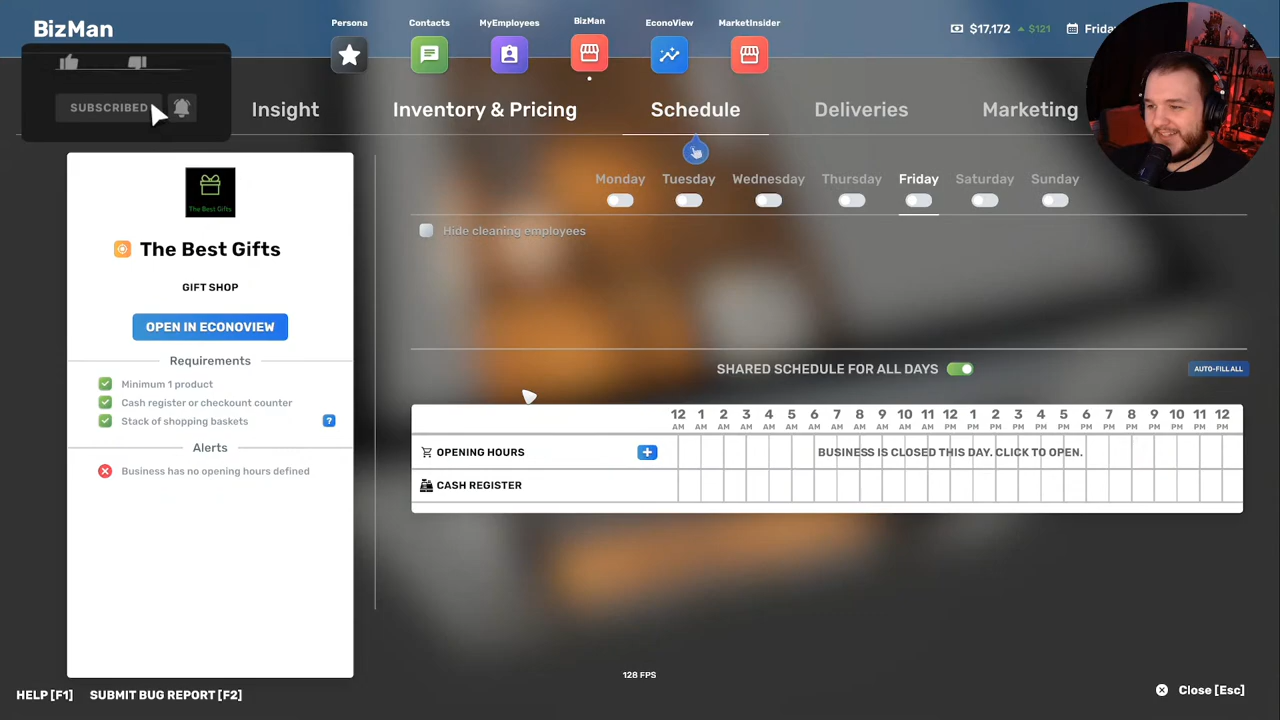 BizMan
Persona
Contacts
MyEmployees
BizMan
EconoView
MarketInsider
$17,172 $121
Friday
SUBSCRIBED
Insight
Inventory & Pricing
Schedule
Deliveries
Marketing
Monday Tuesday Wednesday Thursday Friday Saturday Sunday
Hide cleaning employees
The Best Gifts
The Best Gifts
GIFT SHOP
OPEN IN ECONOVIEW
Requirements
Minimum 1 product
Cash register or checkount counter
Stack of shopping baskets ?
Alerts
Business has no opening hours defined
SHARED SCHEDULE FOR ALL DAYS
AUTO-FILL ALL
12 1 2 3 4 5 6 7 8 9 10 11 12 1 2 3 4 5 6 7 8 9 10 11 12
AM AM AM AM AM AM AM AM AM AM AM AM PM PM PM PM PM PM PM PM PM PM PM PM PM
OPENING HOURS + BUSINESS IS CLOSED THIS DAY. CLICK TO OPEN.
CASH REGISTER
128 FPS
HELP [F1] SUBMIT BUG REPORT [F2]
Close [Esc]